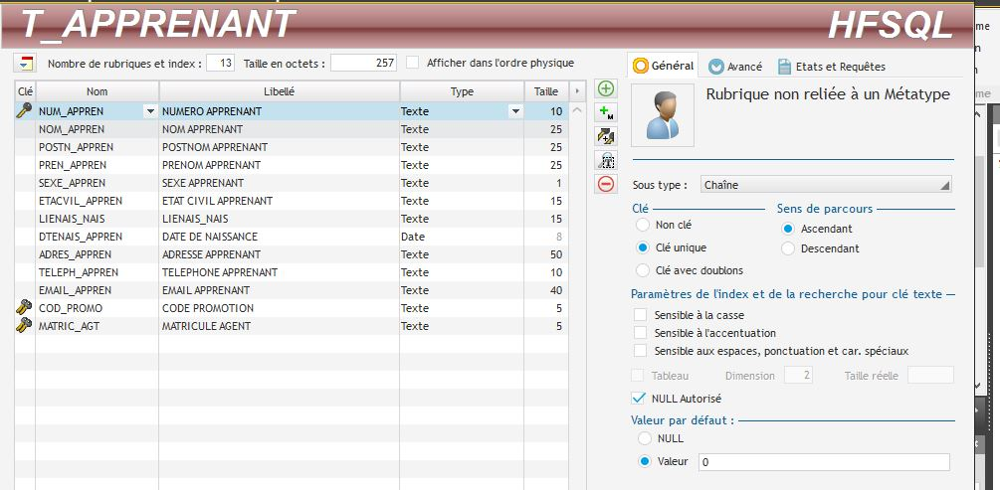 T_APPRENANT HFSQL
Nombre de rubriques et index : 13 Taille en octets : 257 Afficher dans l'ordre physique
Clé Nom Libellé Type Taille
NUM_APPREN NUMERO APPRENANT Texte 10
NOM_APPREN NOM APPRENANT Texte 25
POSTN_APPREN POSTNOM APPRENANT Texte 25
PREN_APPREN PRENOM APPRENANT Texte 25
SEXE_APPREN SEXE APPRENANT Texte 1
ETACVIL_APPREN ETAT CIVIL APPRENANT Texte 15
LIENAIS_NAIS LIENAIS_NAIS Texte 15
DTENAIS_APPREN DATE DE NAISSANCE Date 8
ADRES_APPREN ADRESSE APPRENANT Texte 50
TELEPH_APPREN TELEPHONE APPRENANT Texte 10
EMAIL_APPREN EMAIL APPRENANT Texte 40
COD_PROMO CODE PROMOTION Texte 5
MATRIC_AGT MATRICULE AGENT Texte 5
Général Avancé Etats et Requêtes
Rubrique non reliée à un Métatype
Sous type : Chaîne
Clé Sens de parcours
Non clé Ascendant
Clé unique Descendant
Clé avec doublons
Paramètres de l'index et de la recherche pour clé texte
Sensible à la casse
Sensible à l'accentuation
Sensible aux espaces, ponctuation et car. spéciaux
Tableau Dimension 2 Taille réelle
NULL Autorisé
Valeur par défaut :
NULL
Valeur 0